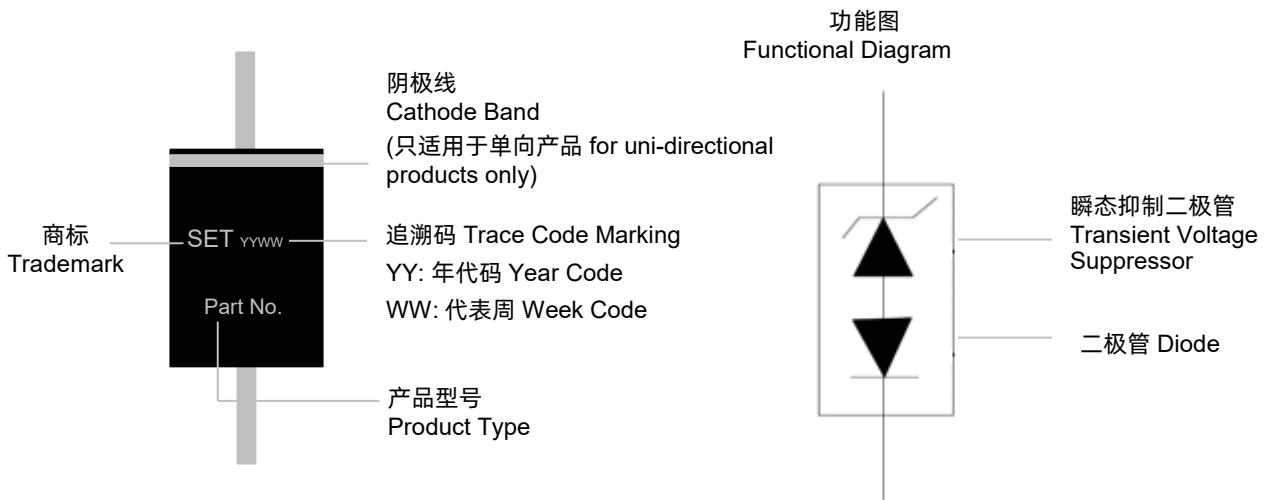 功能图
Functional Diagram
阴极线
Cathode Band
(只适用于单向产品 for uni-directional
products only)
商标
Trademark
SET YYWW
追溯码 Trace Code Marking
YY: 年代码 Year Code
WW: 代表周 Week Code
Part No.
产品型号
Product Type
瞬态抑制二极管
Transient Voltage
Suppressor
二极管 Diode